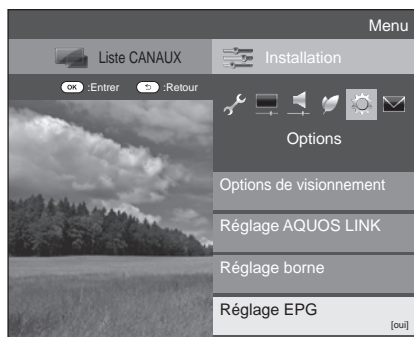 Menu
Liste CANAUX
Installation
OK :Entrer :Retour
Options
Options de visionnement
Réglage AQUOS LINK
Réglage borne
Réglage EPG
[oui]